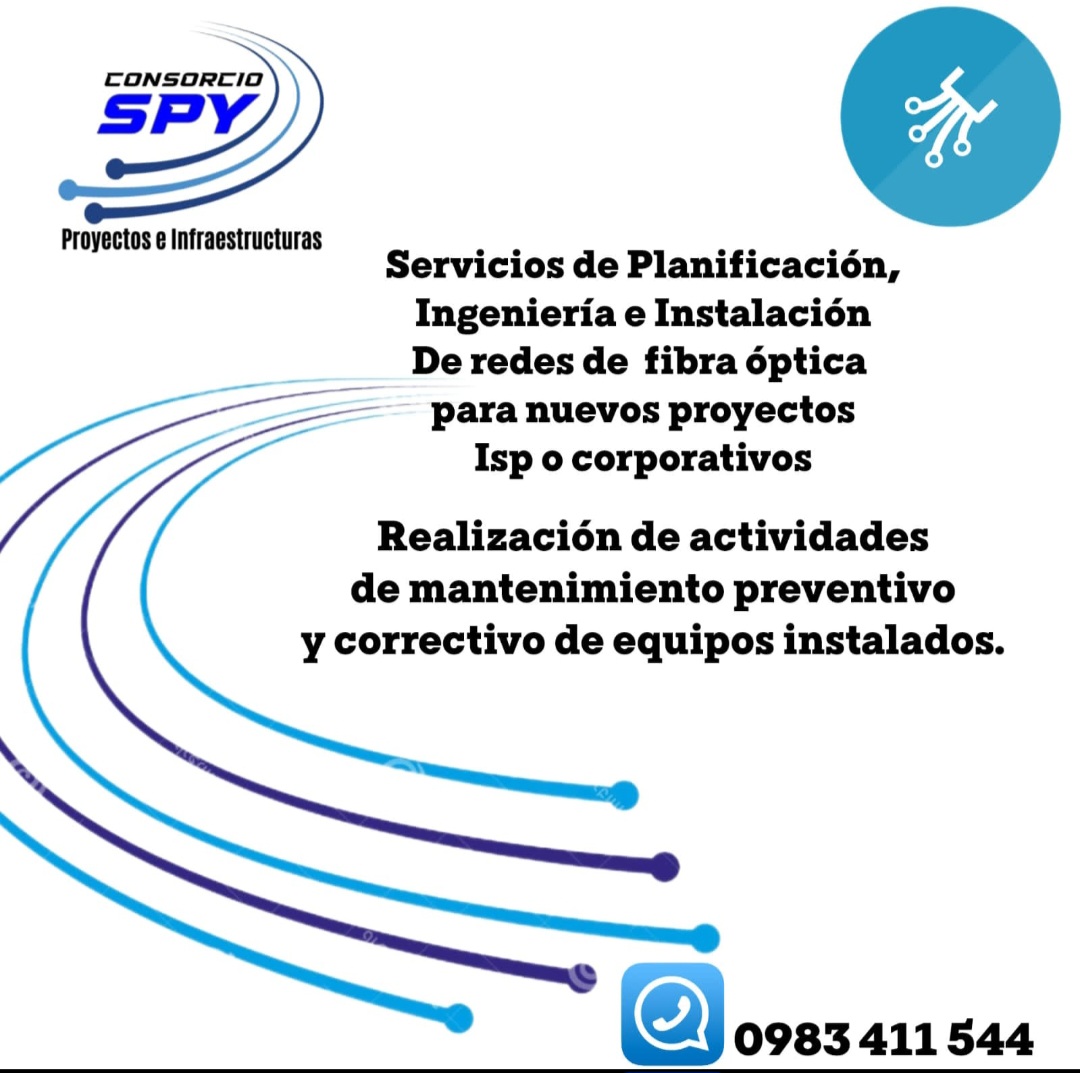 CONSORCIO
SPY
Proyectos e Infraestructuras
Servicios de Planificación,
Ingeniería e Instalación
De redes de fibra óptica
para nuevos proyectos
Isp o corporativos
Realización de actividades
de mantenimiento preventivo
y correctivo de equipos instalados.
0983 411 544